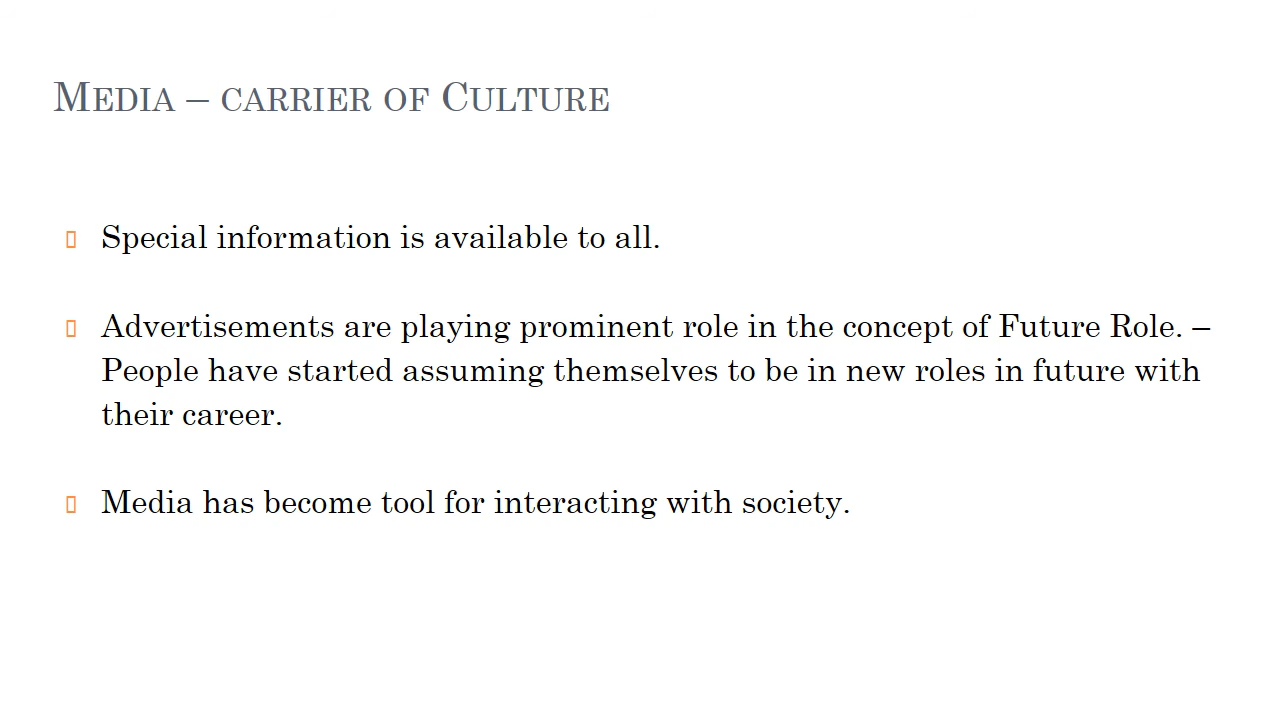 Media – carrier of Culture
Special information is available to all.
Advertisements are playing prominent role in the concept of Future Role. –
People have started assuming themselves to be in new roles in future with
their career.
Media has become tool for interacting with society.